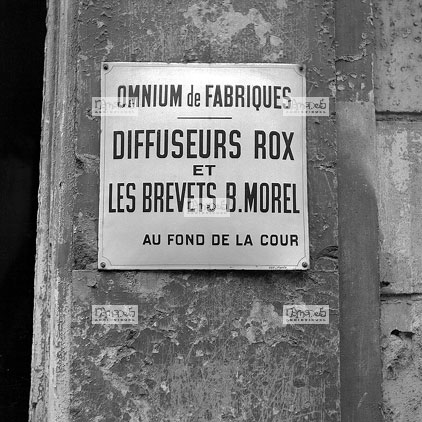 OMNIUM de FABRIQUES
DIFFUSEURS ROX
ET
LES BREVETS B. MOREL
AU FOND DE LA COUR